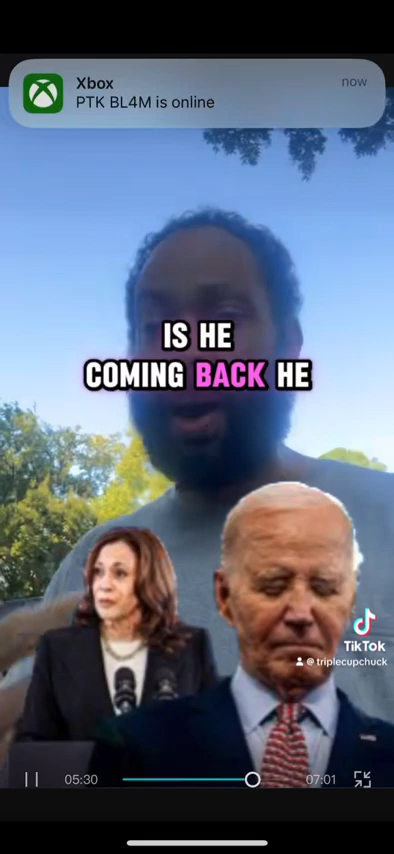 Xbox
now
PTK BL4M is online
IS HE
COMING BACK HE
TikTok
@triplecupchuck
05:30
07:01